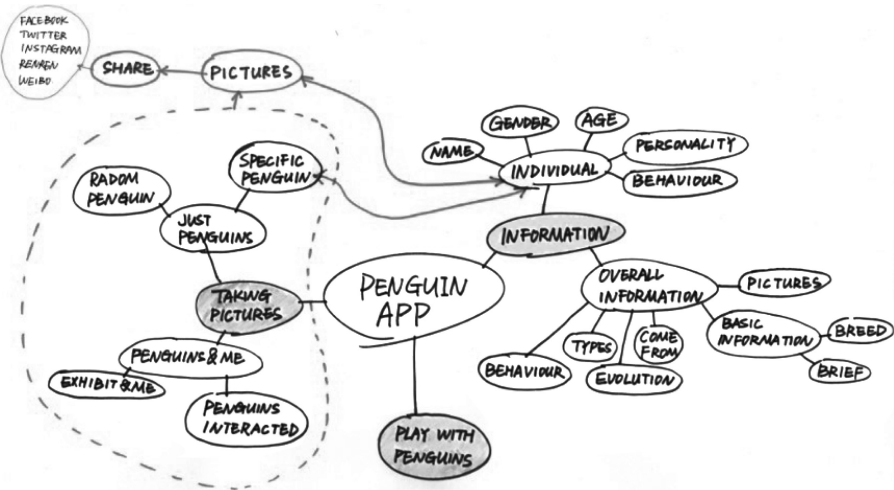 FACEBOOK
TWITTER
INSTAGRAM
RENREN
WEIBO
SHARE
PICTURES
SPECIFIC
PENGUIN
RADOM
PENGUIN
JUST
PENGUINS
TAKING
PICTURES
PENGUINS & ME
EXHIBIT & ME
PENGUINS
INTERACTED
PENGUIN
APP
PLAY WITH
PENGUINS
GENDER
AGE
NAME
PERSONALITY
INDIVIDUAL
BEHAVIOUR
INFORMATION
OVERALL
INFORMATION
PICTURES
BASIC
INFORMATION
BREED
BRIEF
COME
FROM
TYPES
EVOLUTION
BEHAVIOUR